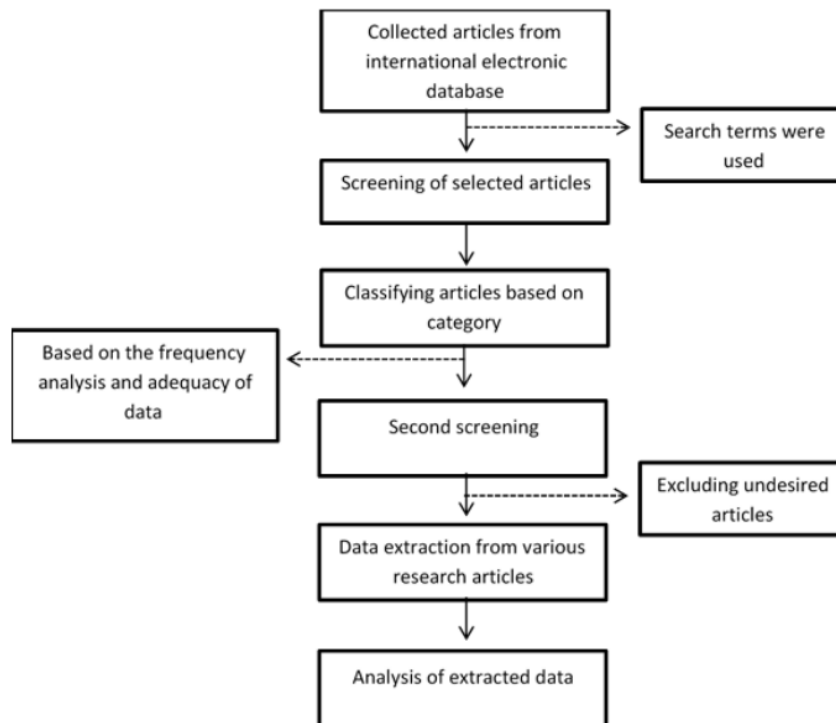 Collected articles from
international electronic
database
Search terms were
used
Screening of selected articles
Classifying articles based on
category
Based on the frequency
analysis and adequacy of
data
Second screening
Excluding undesired
articles
Data extraction from various
research articles
Analysis of extracted data